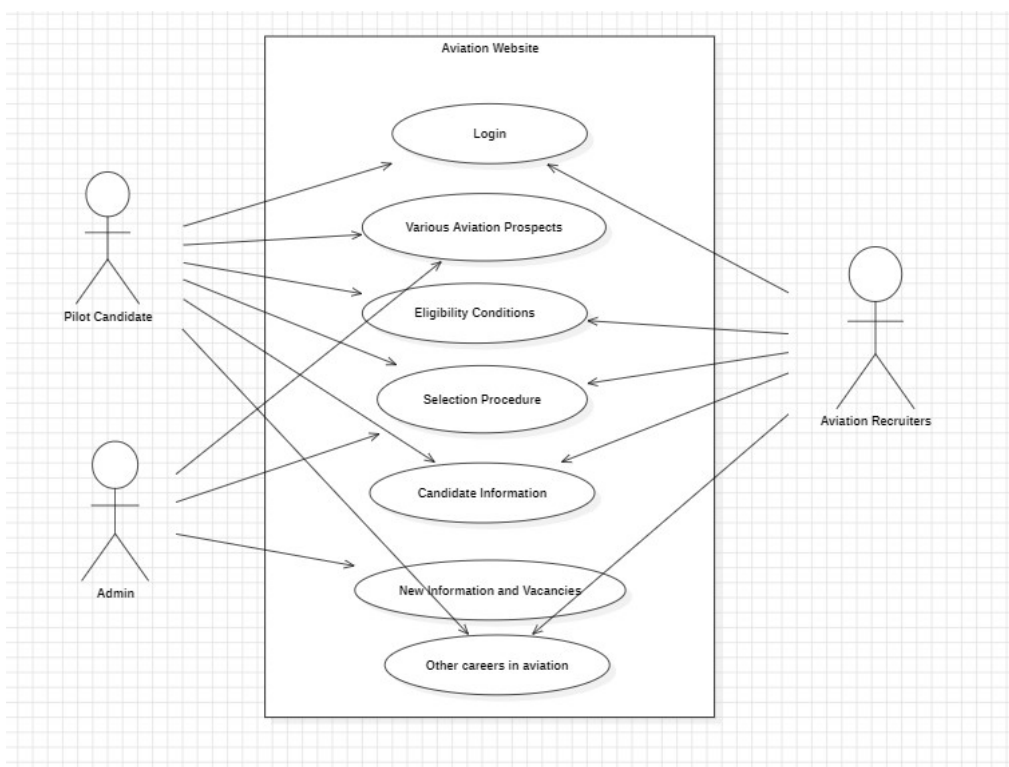 Aviation Website
Login
Various Aviation Prospects
Eligibility Conditions
Pilot Candidate
Selection Procedure
Aviation Recruiters
Candidate Information
New Information and Vacancies
Admin
Other careers in aviation